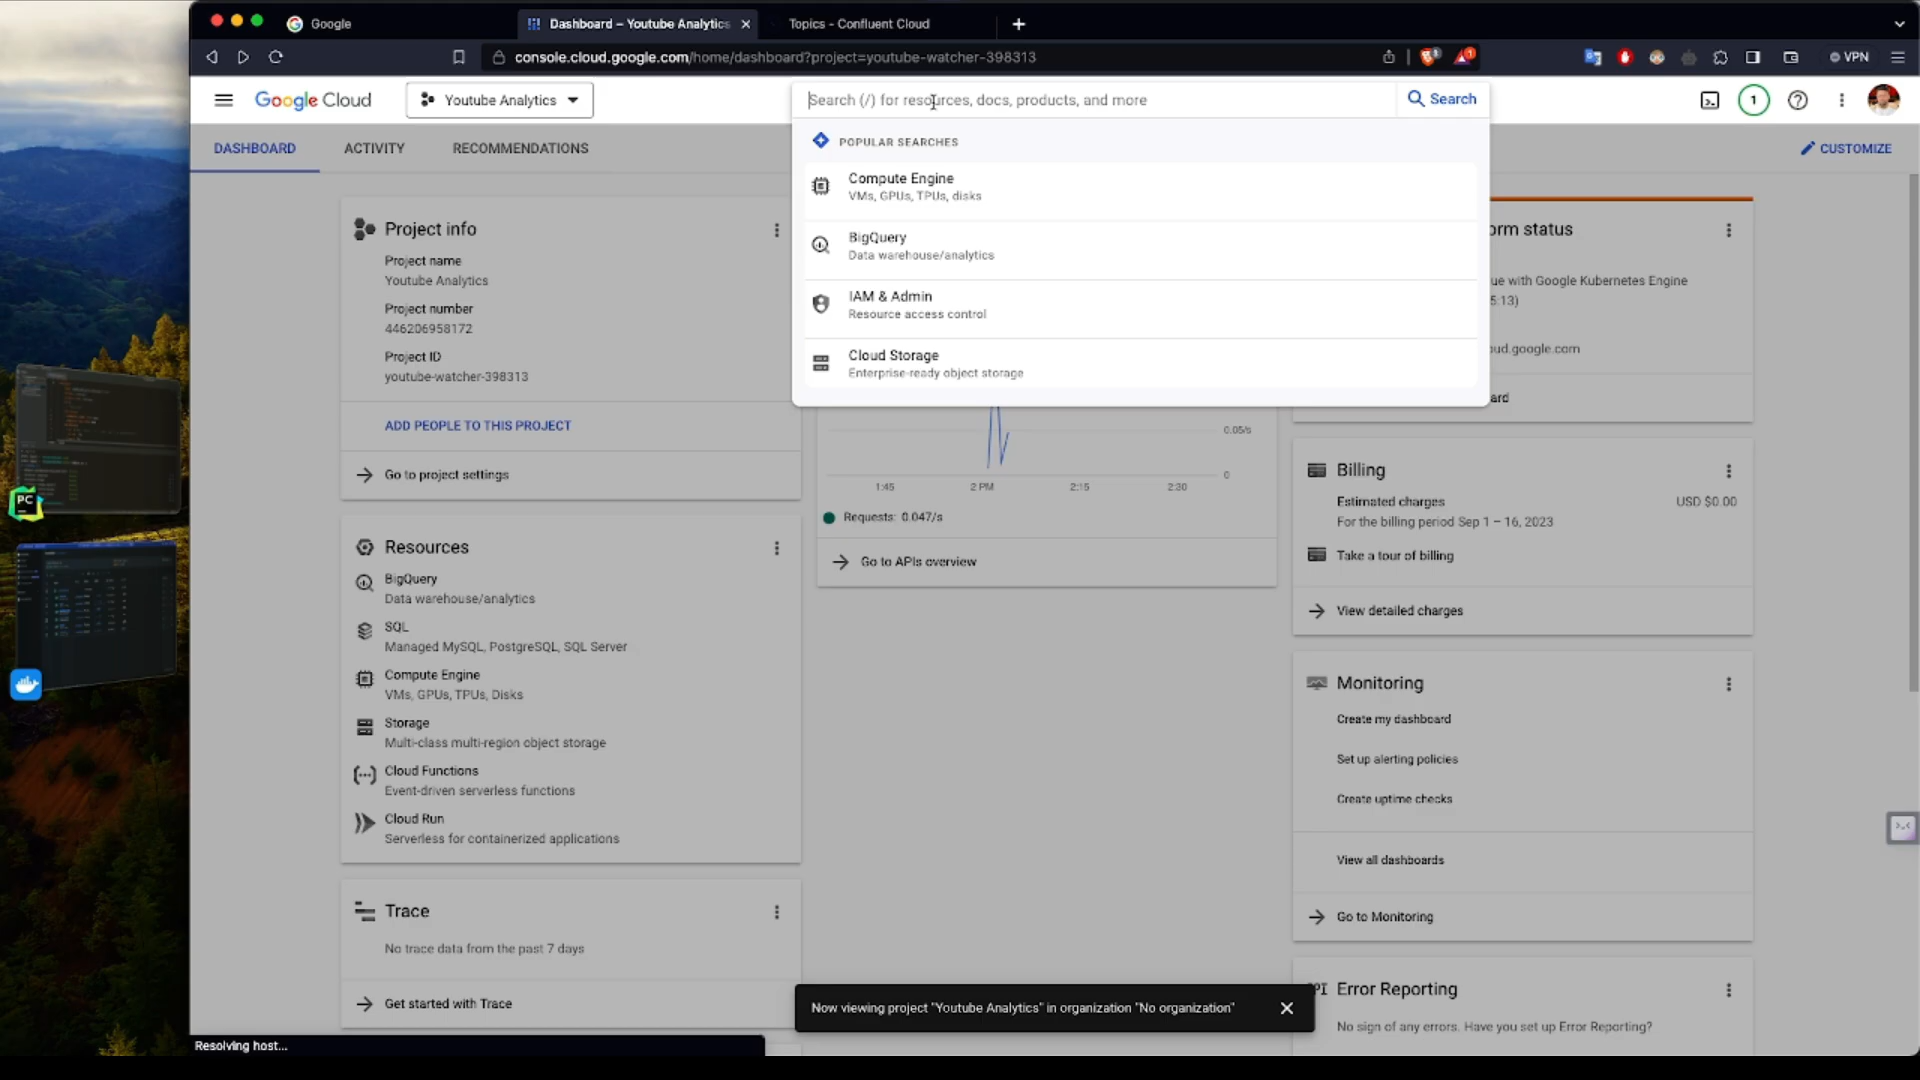 Google
Dashboard – Youtube Analytics
Topics - Confluent Cloud
console.cloud.google.com/home/dashboard?project=youtube-watcher-398313
VPN
Google Cloud
Youtube Analytics
Search (/) for resources, docs, products, and more
Search
1
DASHBOARD
ACTIVITY
RECOMMENDATIONS
CUSTOMIZE
POPULAR SEARCHES
Compute Engine
VMs, GPUs, TPUs, disks
BigQuery
Data warehouse/analytics
IAM & Admin
Resource access control
Cloud Storage
Enterprise-ready object storage
Project info
Project name
Youtube Analytics
Project number
446206958172
Project ID
youtube-watcher-398313
ADD PEOPLE TO THIS PROJECT
Go to project settings
Resources
BigQuery
Data warehouse/analytics
SQL
Managed MySQL, PostgreSQL, SQL Server
Compute Engine
VMs, GPUs, TPUs, Disks
Storage
Multi-class multi-region object storage
Cloud Functions
Event-driven serverless functions
Cloud Run
Serverless for containerized applications
Trace
No trace data from the past 7 days
Get started with Trace
0.05/s
0
1:45
2 PM
2:15
2:30
Requests: 0.047/s
Go to APIs overview
orm status
ue with Google Kubernetes Engine
5:13)
oud.google.com
ard
Billing
Estimated charges
USD $0.00
For the billing period Sep 1 – 16, 2023
Take a tour of billing
View detailed charges
Monitoring
Create my dashboard
Set up alerting policies
Create uptime checks
View all dashboards
Go to Monitoring
Error Reporting
No sign of any errors. Have you set up Error Reporting?
Now viewing project "Youtube Analytics" in organization "No organization"
Resolving host...
PC